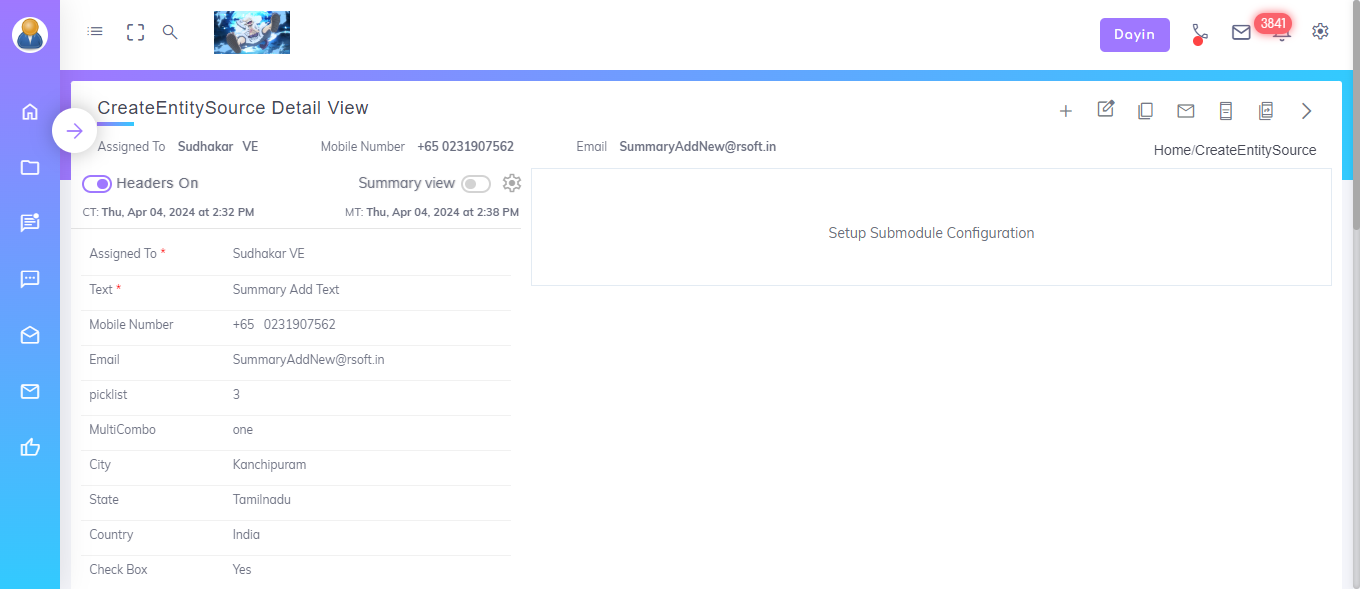 Dayin
3841
CreateEntitySource Detail View
Assigned To Sudhakar VE Mobile Number +65 0231907562 Email SummaryAddNew@rsoft.in
Home/CreateEntitySource
Headers On Summary view
CT: Thu, Apr 04, 2024 at 2:32 PM MT: Thu, Apr 04, 2024 at 2:38 PM
Setup Submodule Configuration
Assigned To * Sudhakar VE
Text * Summary Add Text
Mobile Number +65 0231907562
Email SummaryAddNew@rsoft.in
picklist 3
MultiCombo one
City Kanchipuram
State Tamilnadu
Country India
Check Box Yes